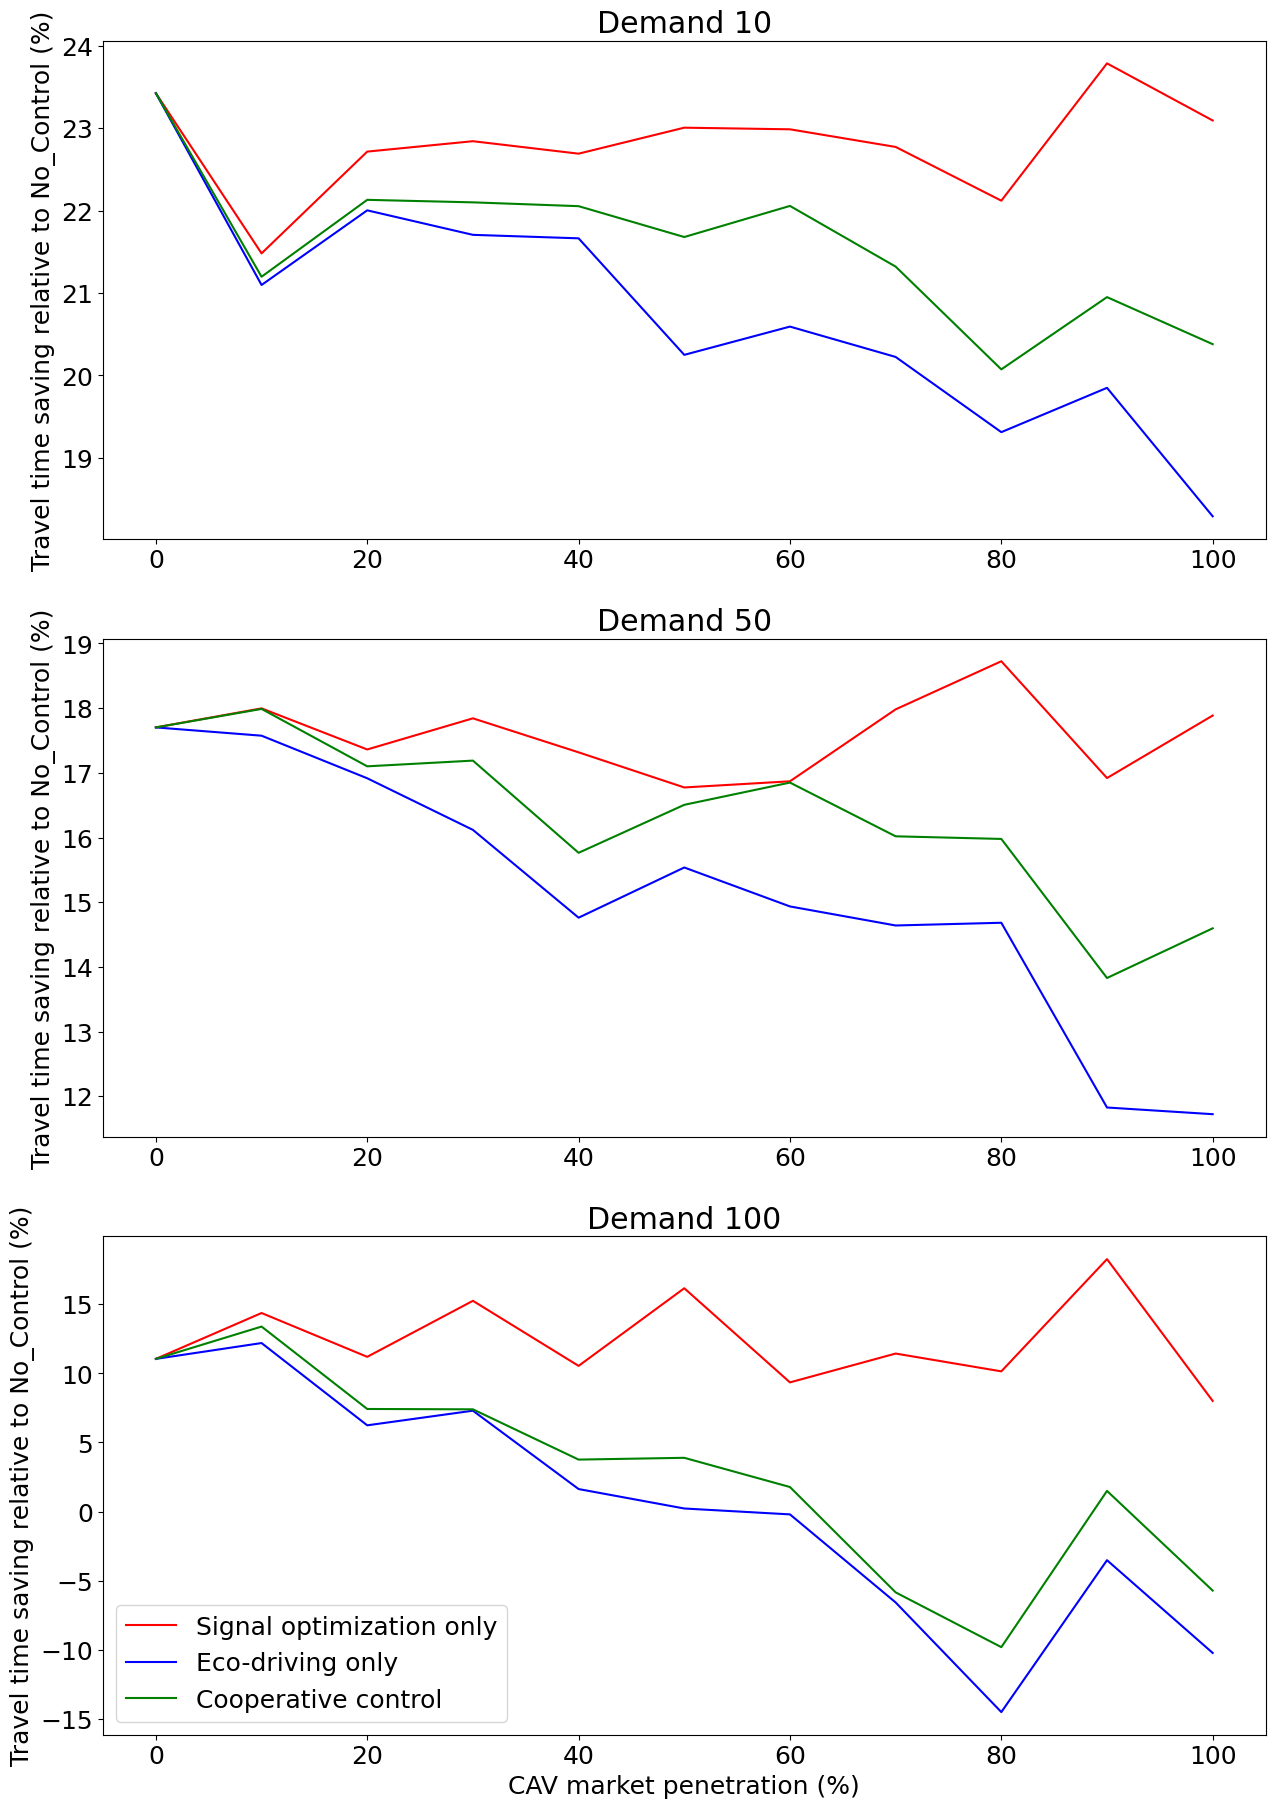 Demand 10
Travel time saving relative to No_Control (%)
24
23
22
21
20
19
0 20 40 60 80 100
Demand 50
Travel time saving relative to No_Control (%)
19
18
17
16
15
14
13
12
0 20 40 60 80 100
Demand 100
Travel time saving relative to No_Control (%)
15
10
5
0
−5
−10
−15
Signal optimization only
Eco-driving only
Cooperative control
0 20 40 60 80 100
CAV market penetration (%)